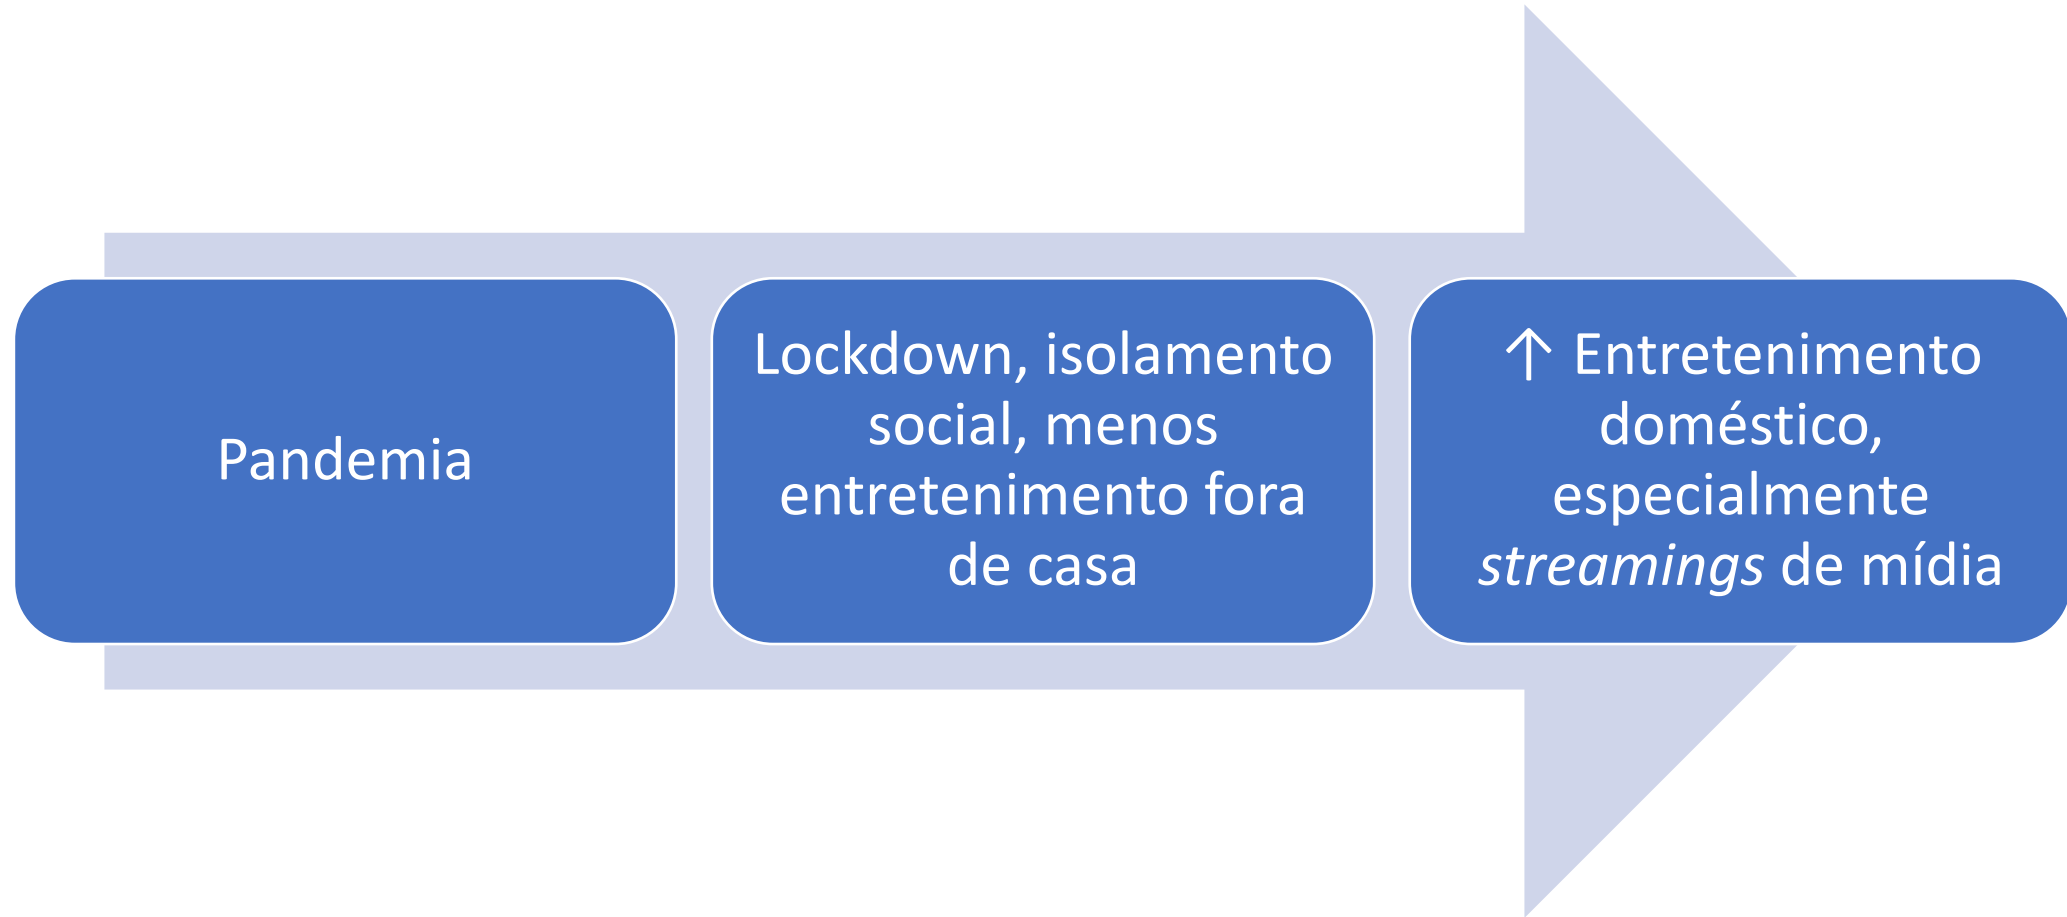 Pandemia
Lockdown, isolamento
social, menos
entretenimento fora
de casa
↑ Entretenimento
doméstico,
especialmente
streamings de mídia